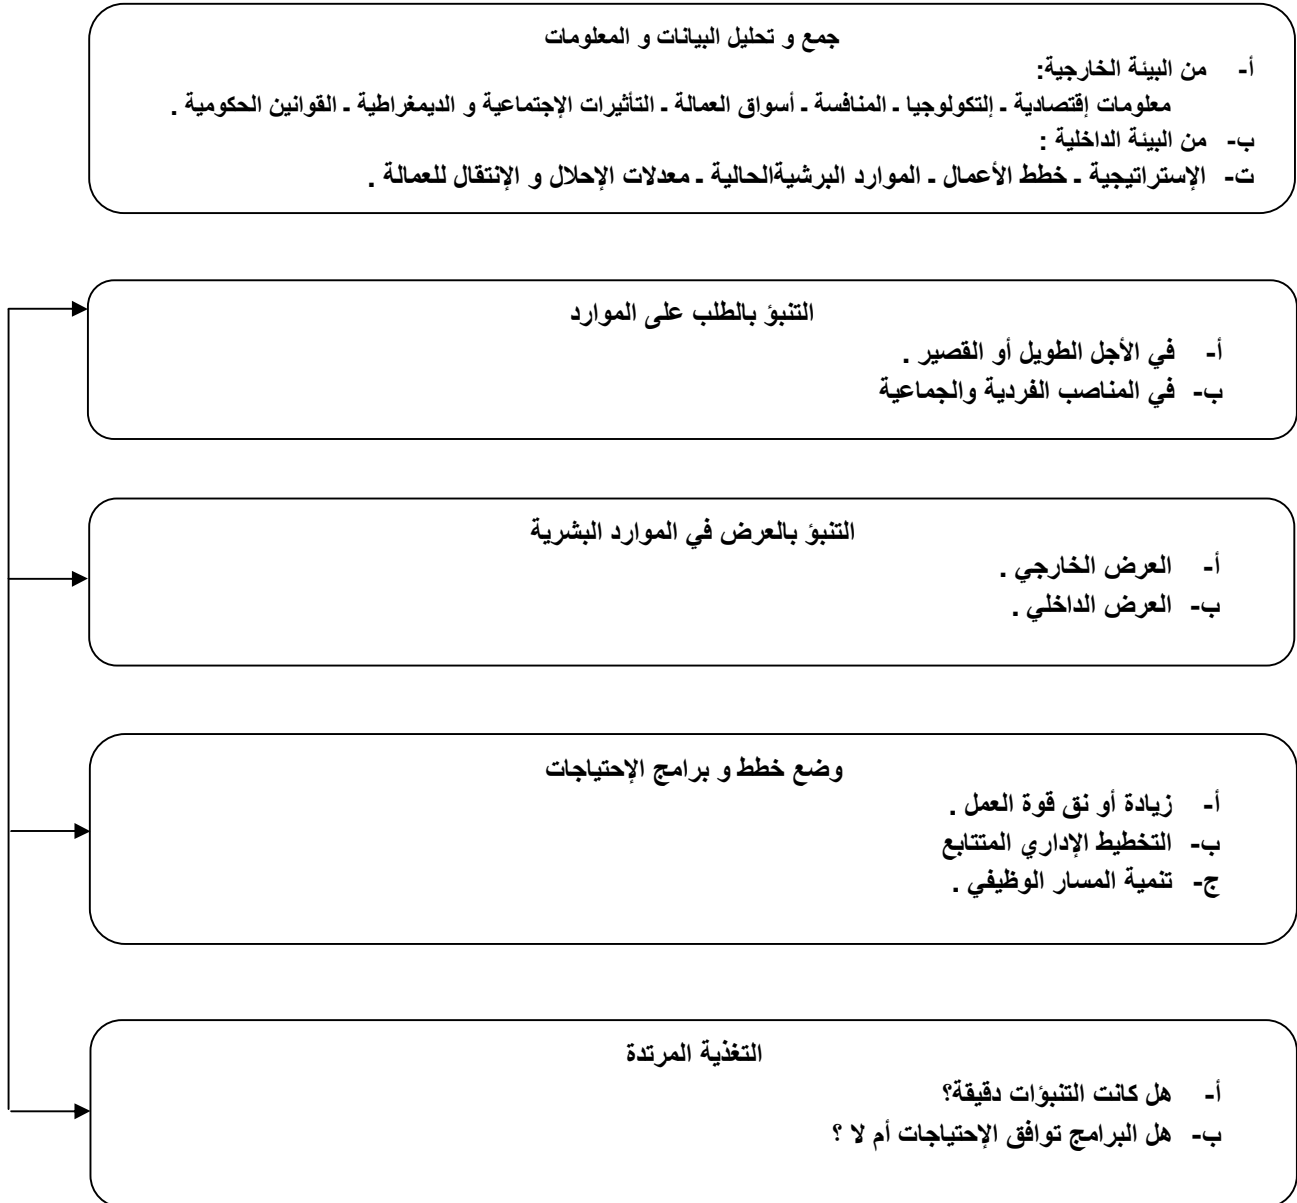 جمع و تحليل البيانات و المعلومات
أ- من البيئة الخارجية:
معلومات إقتصادية ـ إلتكولوجيا ـ المنافسة ـ أسواق العمالة ـ التأثيرات الإجتماعية و الديمغراطية ـ القوانين الحكومية .
ب- من البيئة الداخلية :
ت- الإستراتيجية ـ خطط الأعمال ـ الموارد البرشيةالحالية ـ معدلات الإحلال و الإنتقال للعمالة .
التنبؤ بالطلب على الموارد
أ- في الأجل الطويل أو القصير .
ب- في المناصب الفردية والجماعية
التنبؤ بالعرض في الموارد البشرية
أ- العرض الخارجي .
ب- العرض الداخلي .
وضع خطط و برامج الإحتياجات
أ- زيادة أو نق قوة العمل .
ب- التخطيط الإداري المتتابع
ج- تنمية المسار الوظيفي .
التغذية المرتدة
أ- هل كانت التنبؤات دقيقة؟
ب- هل البرامج توافق الإحتياجات أم لا ؟